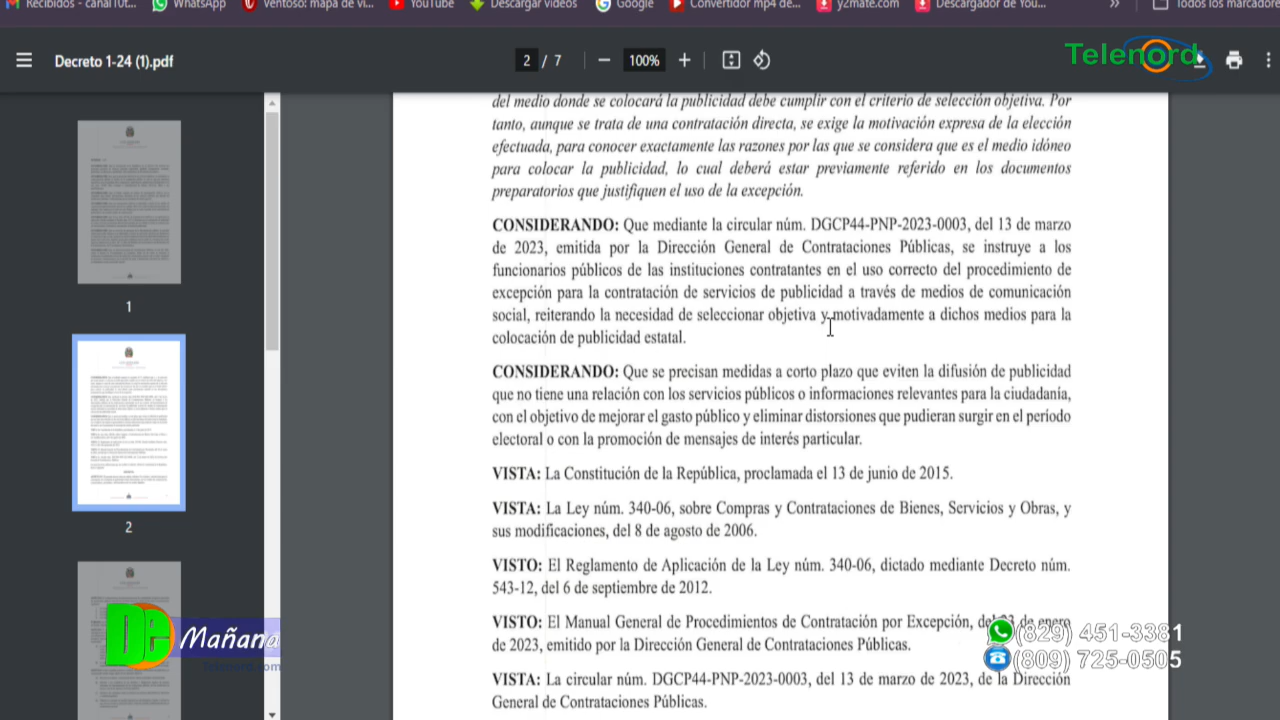 Recibidos - canal10t...
WhatsApp
Ventoso: mapa de vi...
YouTube
Descargar videos
Google
Convertidor mp4 de...
y2mate.com
Descargador de You...
»
Todos los marcadores
Decreto 1-24 (1).pdf
2 / 7
100%
Telenord
1
2
del medio donde se colocará la publicidad debe cumplir con el criterio de selección objetiva. Por
tanto, aunque se trata de una contratación directa, se exige la motivación expresa de la elección
efectuada, para conocer exactamente las razones por las que se considera que es el medio idóneo
para colocar la publicidad, lo cual deberá estar previamente referido en los documentos
preparatorios que justifiquen el uso de la excepción.
CONSIDERANDO: Que mediante la circular núm. DGCP44-PNP-2023-0003, del 13 de marzo
de 2023, emitida por la Dirección General de Contrataciones Públicas, se instruye a los
funcionarios públicos de las instituciones contratantes en el uso correcto del procedimiento de
excepción para la contratación de servicios de publicidad a través de medios de comunicación
social, reiterando la necesidad de seleccionar objetiva y motivadamente a dichos medios para la
colocación de publicidad estatal.
CONSIDERANDO: Que se precisan medidas a corto plazo que eviten la difusión de publicidad
que no tiene una relación con los servicios públicos o informaciones relevantes para la ciudadanía,
con el objetivo de mejorar el gasto público y eliminar distorsiones que pudieran surgir en el período
electoral o con la promoción de mensajes de interés particular.
VISTA: La Constitución de la República, proclamada el 13 de junio de 2015.
VISTA: La Ley núm. 340-06, sobre Compras y Contrataciones de Bienes, Servicios y Obras, y
sus modificaciones, del 8 de agosto de 2006.
VISTO: El Reglamento de Aplicación de la Ley núm. 340-06, dictado mediante Decreto núm.
543-12, del 6 de septiembre de 2012.
VISTO: El Manual General de Procedimientos de Contratación por Excepción, del 23 de enero
de 2023, emitido por la Dirección General de Contrataciones Públicas.
VISTA: La circular núm. DGCP44-PNP-2023-0003, del 13 de marzo de 2023, de la Dirección
General de Contrataciones Públicas.
De Mañana
Telenord.com
(829) 451-3381
(809) 725-0505